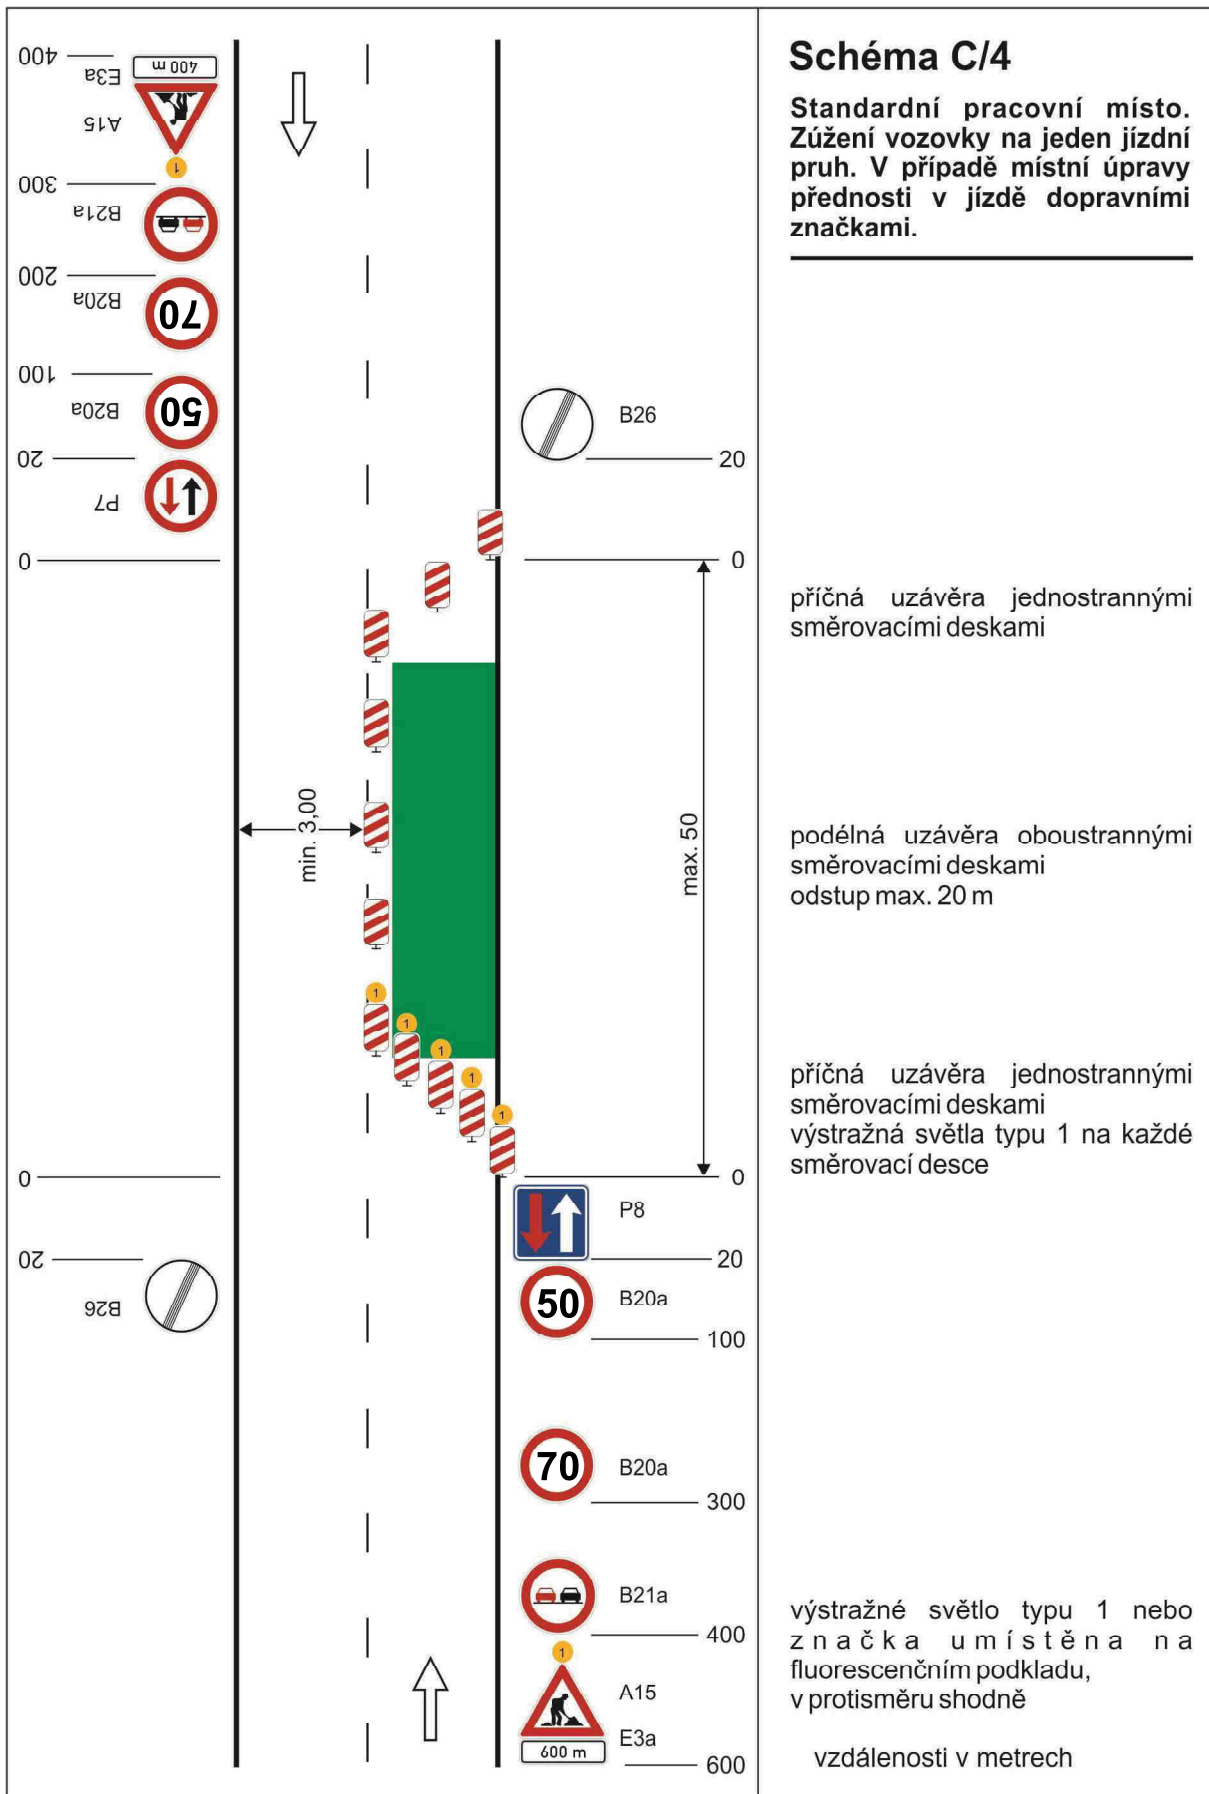 Schéma C/4
Standardní pracovní místo.
Zúžení vozovky na jeden jízdní
pruh. V případě místní úpravy
přednosti v jízdě dopravními
značkami.
400
400 m
E3a
A15
1
300
B21a
200
B20a
70
100
B20a
50
20
P7
0
B26
20
0
příčná uzávěra jednostrannými
směrovacími deskami
min. 3,00
max. 50
podélná uzávěra oboustrannými
směrovacími deskami
odstup max. 20 m
1
1
1
1
1
příčná uzávěra jednostrannými
směrovacími deskami
výstražná světla typu 1 na každé
směrovací desce
0
20
B26
0
P8
20
50
B20a
100
70
B20a
300
B21a
400
1
A15
E3a
600 m
600
výstražné světlo typu 1 nebo
značka umístěna na
fluorescenčním podkladu,
v protisměru shodně
vzdálenosti v metrech